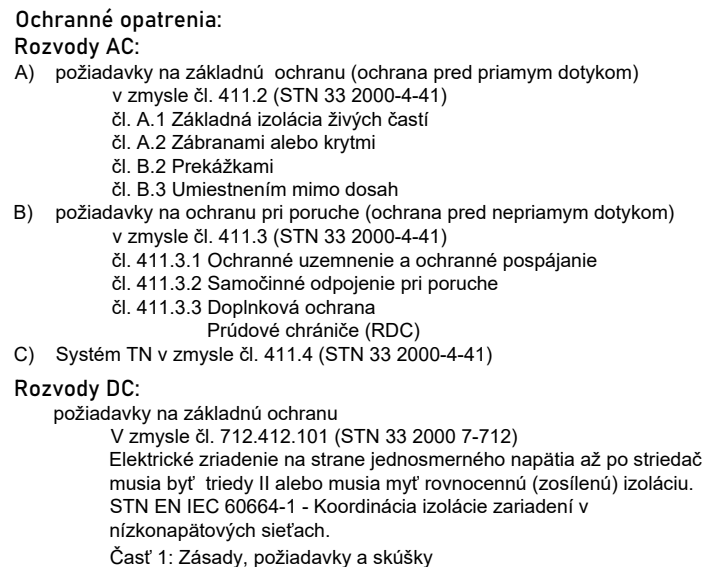 Ochranné opatrenia:
Rozvody AC:
A) požiadavky na základnú ochranu (ochrana pred priamym dotykom)
v zmysle čl. 411.2 (STN 33 2000-4-41)
čl. A.1 Základná izolácia živých častí
čl. A.2 Zábranami alebo krytmi
čl. B.2 Prekážkami
čl. B.3 Umiestnením mimo dosah
B) požiadavky na ochranu pri poruche (ochrana pred nepriamym dotykom)
v zmysle čl. 411.3 (STN 33 2000-4-41)
čl. 411.3.1 Ochranné uzemnenie a ochranné pospájanie
čl. 411.3.2 Samočinné odpojenie pri poruche
čl. 411.3.3 Doplnková ochrana
Prúdové chrániče (RDC)
C) Systém TN v zmysle čl. 411.4 (STN 33 2000-4-41)
Rozvody DC:
požiadavky na základnú ochranu
V zmysle čl. 712.412.101 (STN 33 2000 7-712)
Elektrické zriadenie na strane jednosmerného napätia až po striedač
musia byť triedy II alebo musia myť rovnocennú (zosílenú) izoláciu.
STN EN IEC 60664-1 - Koordinácia izolácie zariadení v
nízkonapätových sieťach.
Časť 1: Zásady, požiadavky a skúšky